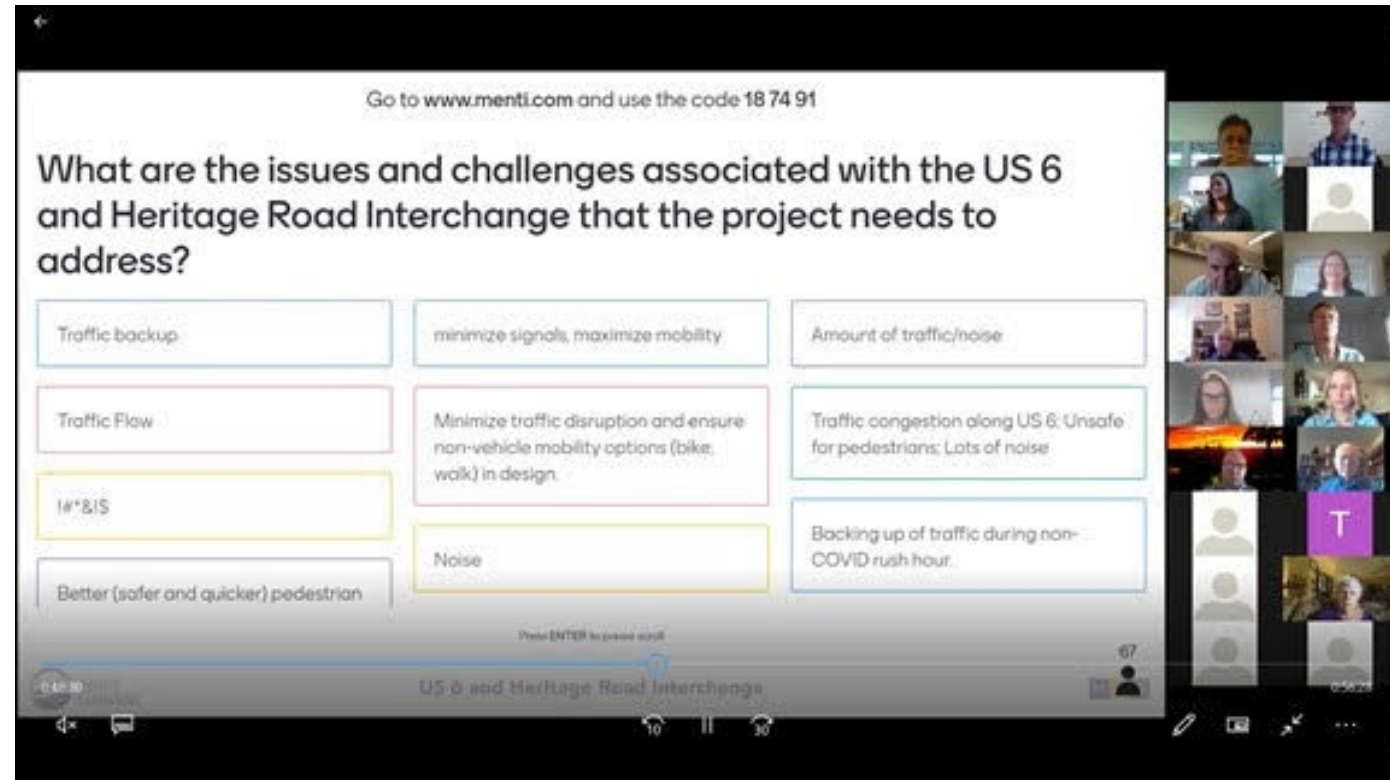 Go to www.menti.com and use the code 18 74 91
What are the issues and challenges associated with the US 6
and Heritage Road Interchange that the project needs to
address?
Traffic backup
Traffic Flow
!#*&!$
Better (safer and quicker) pedestrian
minimize signals, maximize mobility
Minimize traffic disruption and ensure
non-vehicle mobility options (bike,
walk) in design.
Noise
Amount of traffic/noise
Traffic congestion along US 6; Unsafe
for pedestrians; Lots of noise
Backing up of traffic during non-
COVID rush hour.
T
Press ENTER to pause scroll
67
US 6 and Heritage Road Interchange
10
30